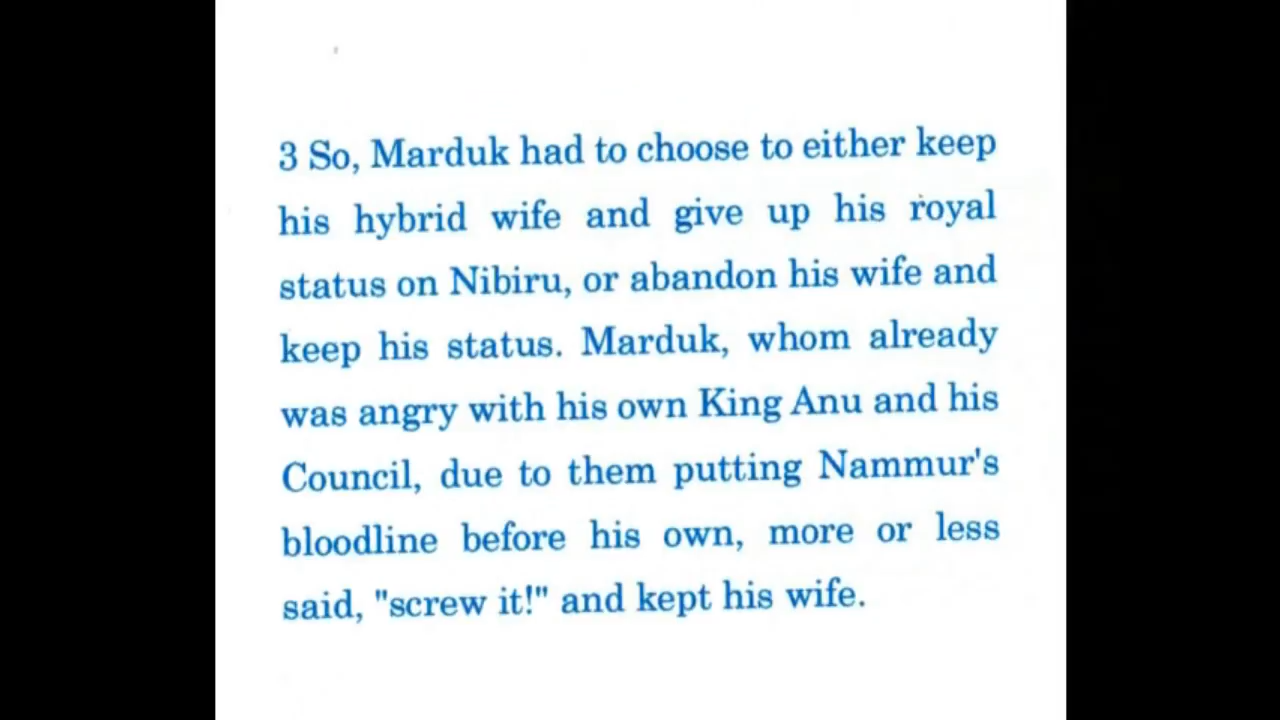 3 So, Marduk had to choose to either keep
his hybrid wife and give up his royal
status on Nibiru, or abandon his wife and
keep his status. Marduk, whom already
was angry with his own King Anu and his
Council, due to them putting Nammur's
bloodline before his own, more or less
said, "screw it!" and kept his wife.